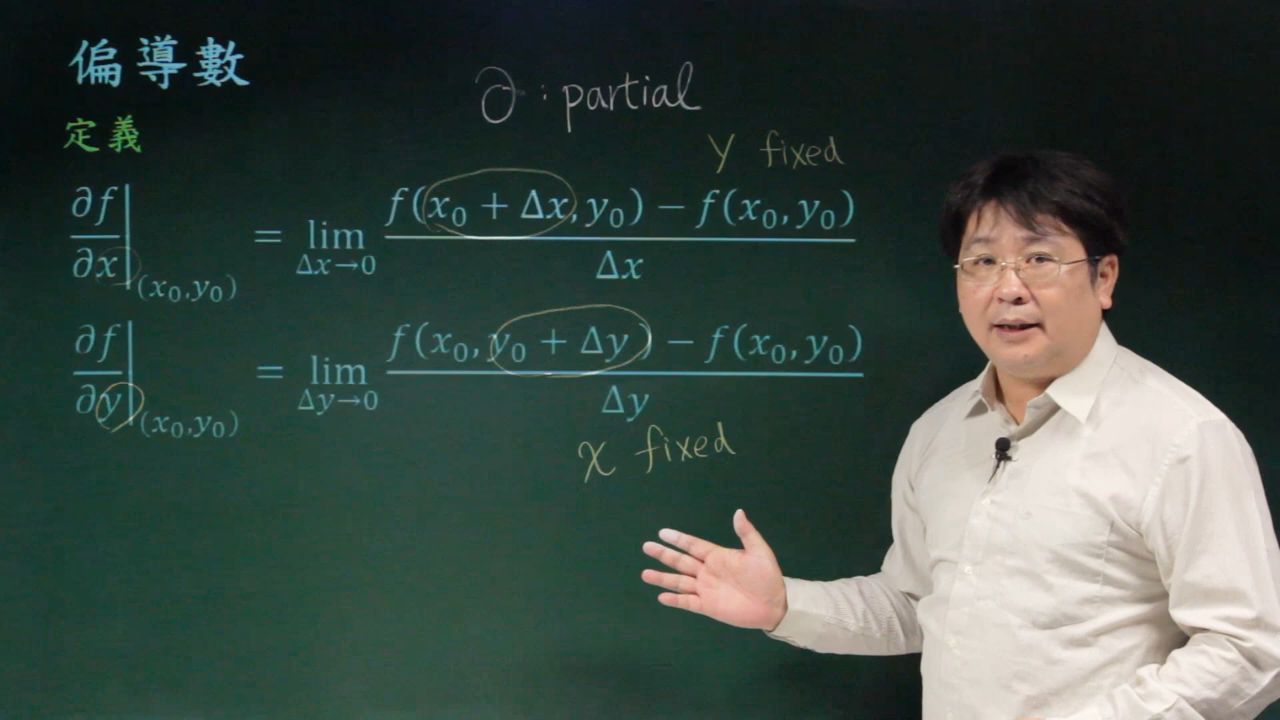 偏導數
∂ : partial
定義
y fixed
∂f/∂x|(x₀,y₀) = lim Δx→0 f(x₀ + Δx, y₀) − f(x₀, y₀) / Δx
∂f/∂y|(x₀,y₀) = lim Δy→0 f(x₀, y₀ + Δy) − f(x₀, y₀) / Δy
x fixed